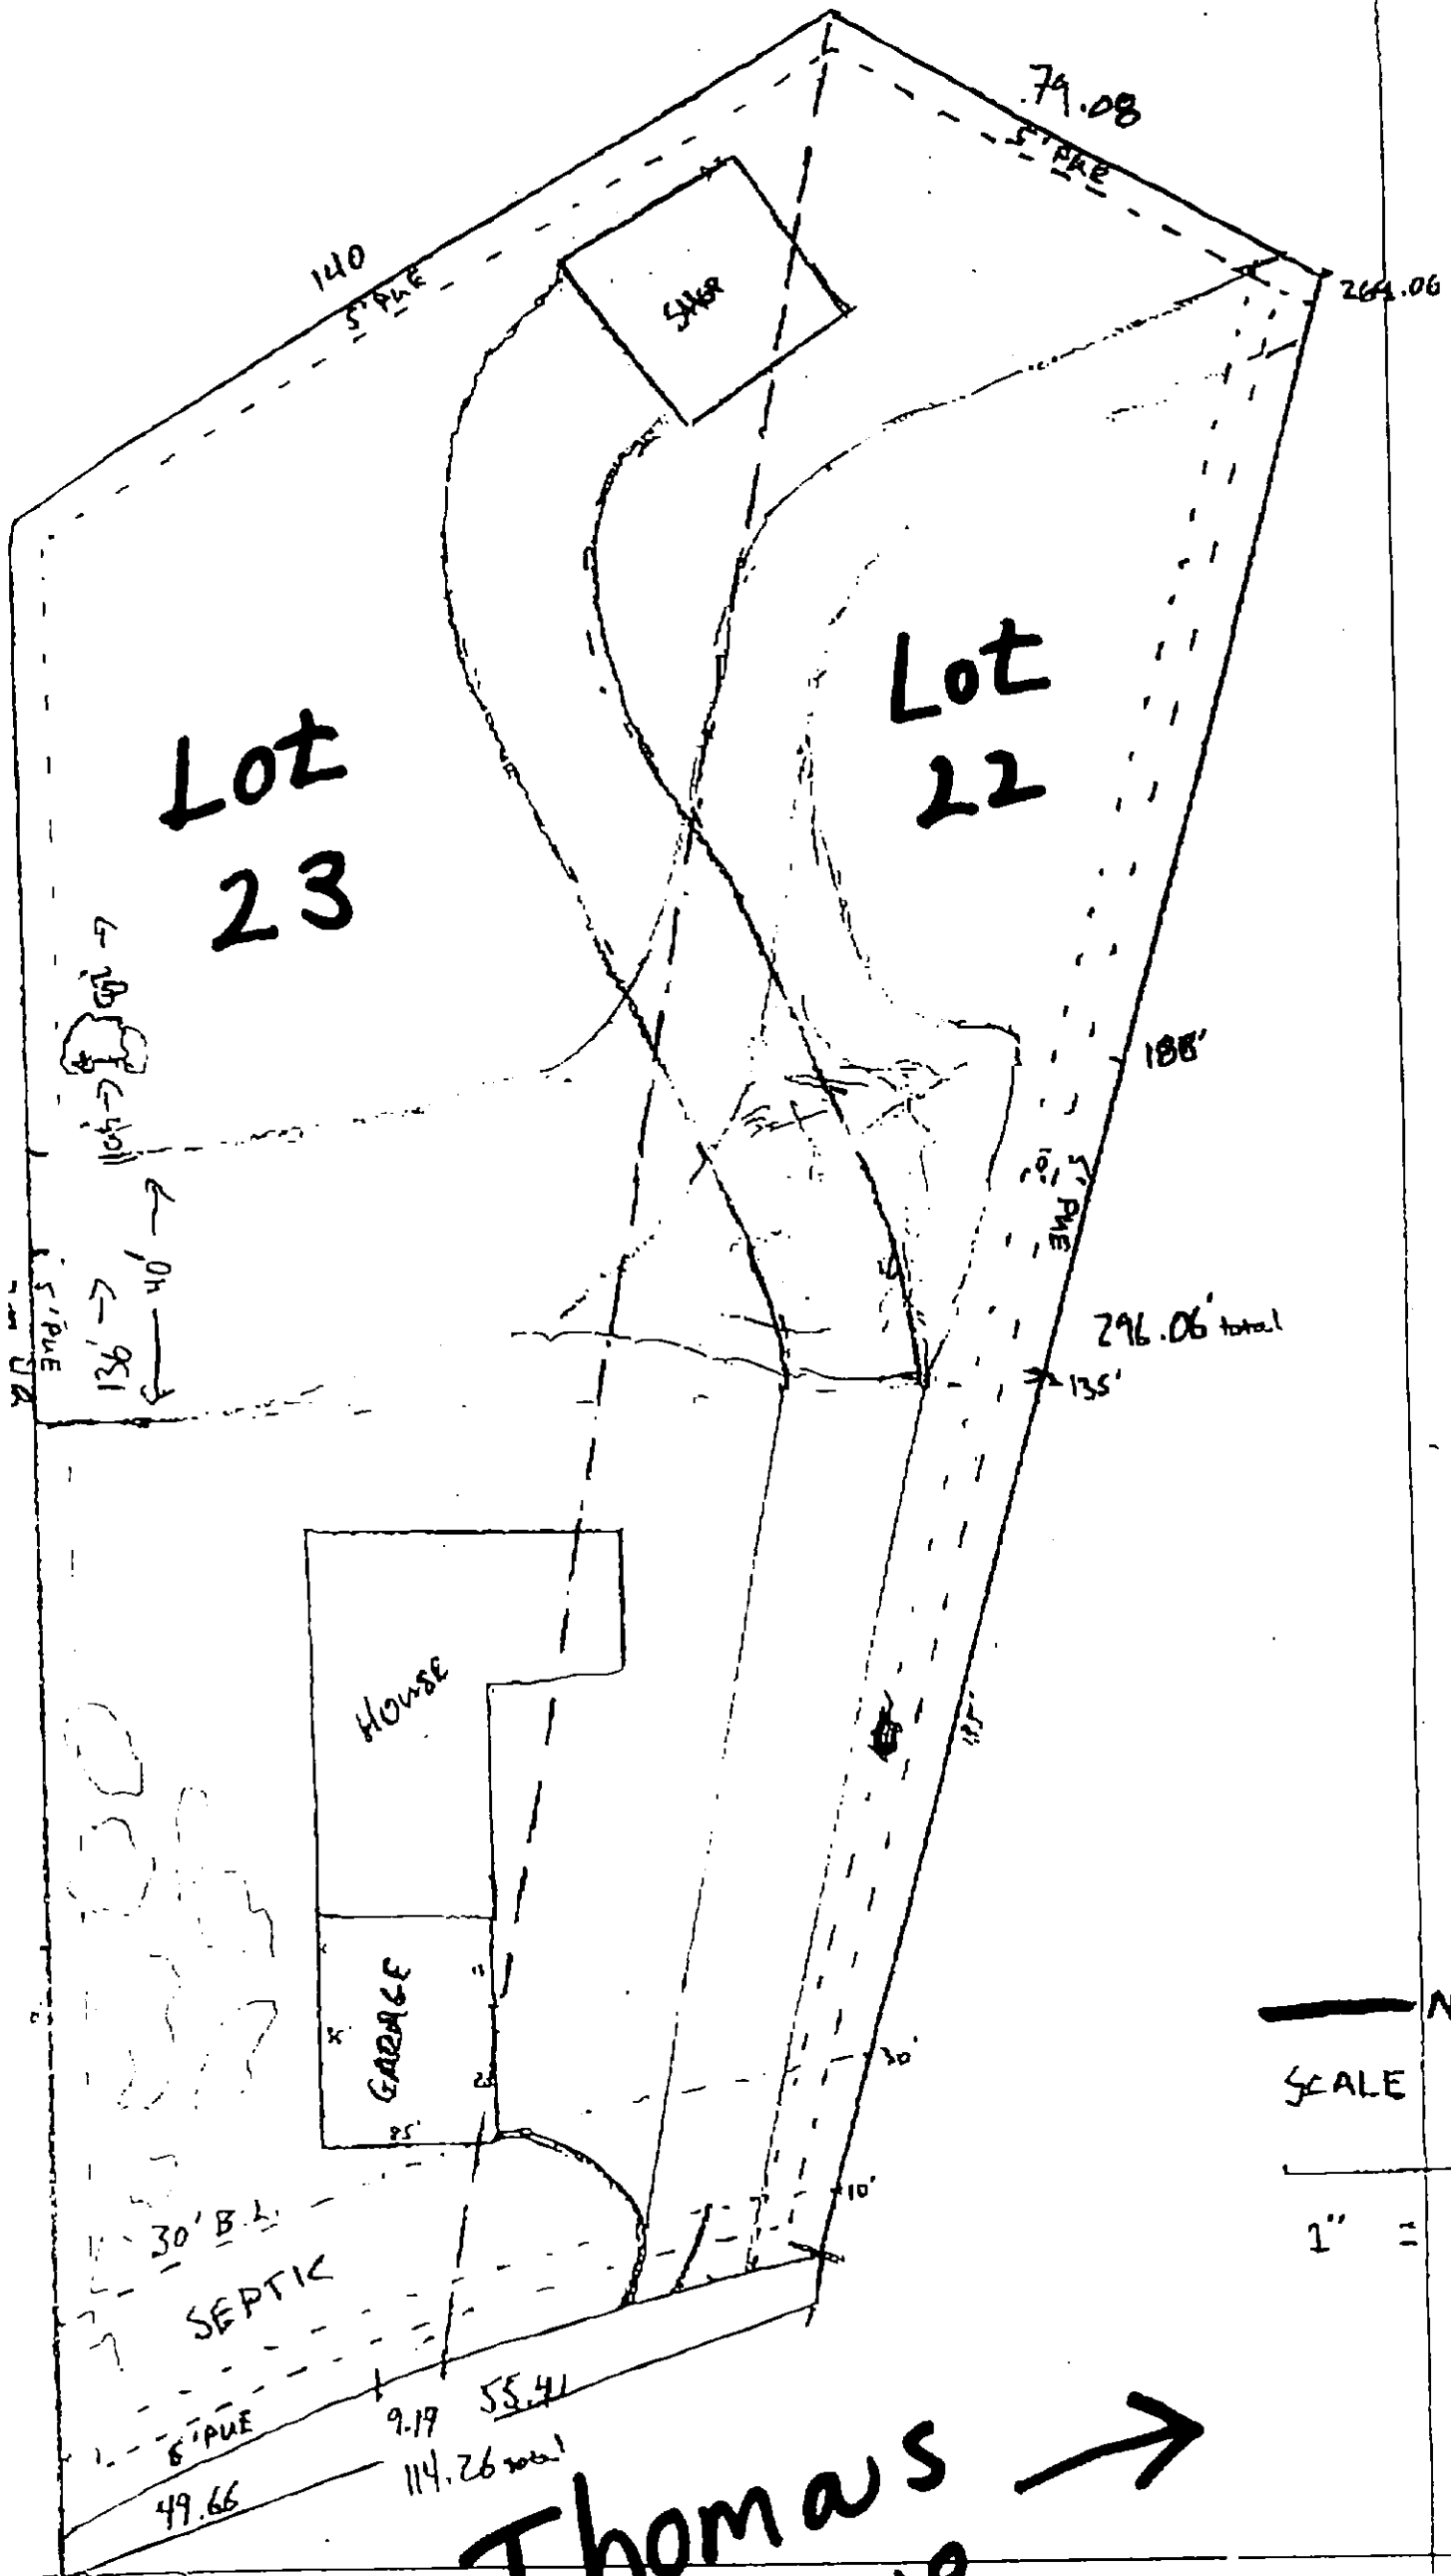 79.08
5' PUE
140
5' PUE
SHOP
Lot
22
Lot
23
188'
PUE
296.06' total
135'
40'
136'
5' PUE
House
GARAGE
25'
30'
10'
N
SCALE
1" =
30' B.L.
SEPTIC
5' PUE
9.19
55.41
114.26 total
49.66
Thomas